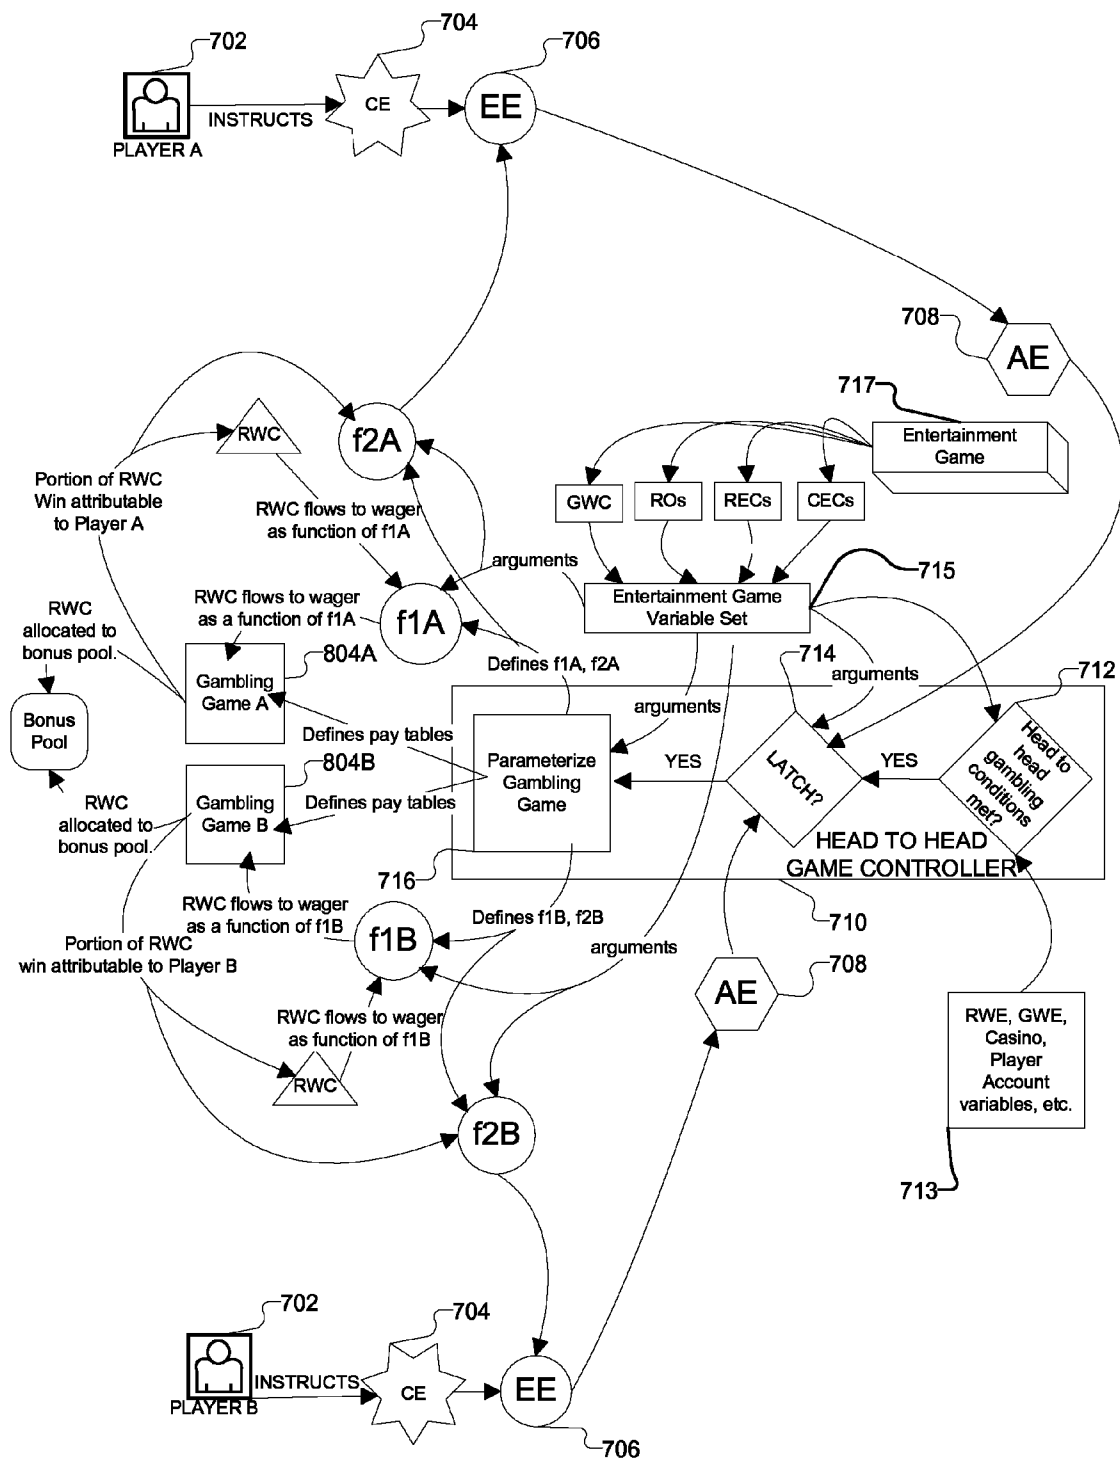 702
704
706
CE
EE
INSTRUCTS
PLAYER A
708
AE
717
Entertainment
Game
RWC
f2A
GWC
ROs
RECs
CECs
Portion of RWC
Win attributable
to Player A
RWC flows to wager
as function of f1A
arguments
715
Entertainment Game
Variable Set
RWC
allocated to
bonus pool.
RWC flows to wager
as a function of f1A
f1A
804A
Defines f1A, f2A
714
arguments
712
Gambling
Game A
arguments
Bonus
Pool
Defines pay tables
Parameterize
Gambling
Game
YES
LATCH?
YES
Head to
head
gambling
conditions
met?
804B
Defines pay tables
Gambling
Game B
RWC
allocated to
bonus pool.
HEAD TO HEAD
GAME CONTROLLER
716
710
RWC flows to wager
as a function of f1B
f1B
Defines f1B, f2B
arguments
Portion of RWC
win attributable to Player B
AE
708
RWC flows to wager
as function of f1B
RWC
RWE, GWE,
Casino,
Player
Account
variables, etc.
f2B
713
702
704
INSTRUCTS
CE
EE
PLAYER B
706